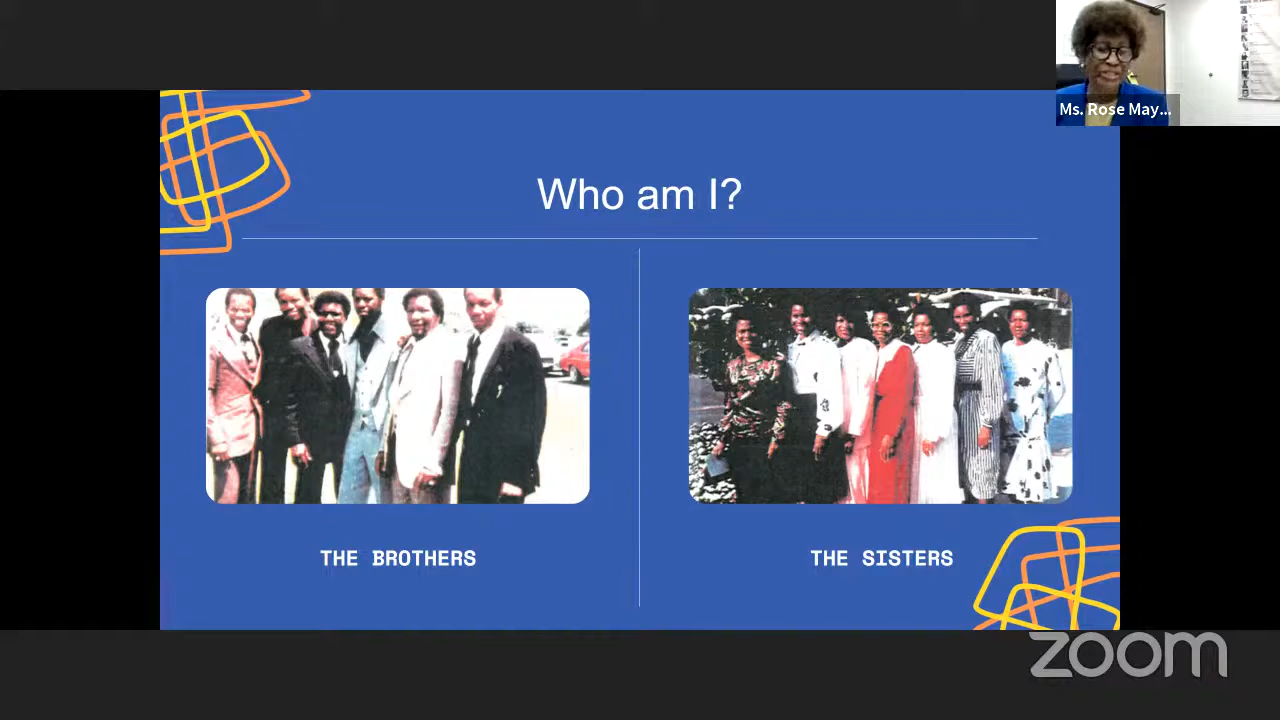 Ms. Rose May...
Who am I?
THE BROTHERS
THE SISTERS
zoom